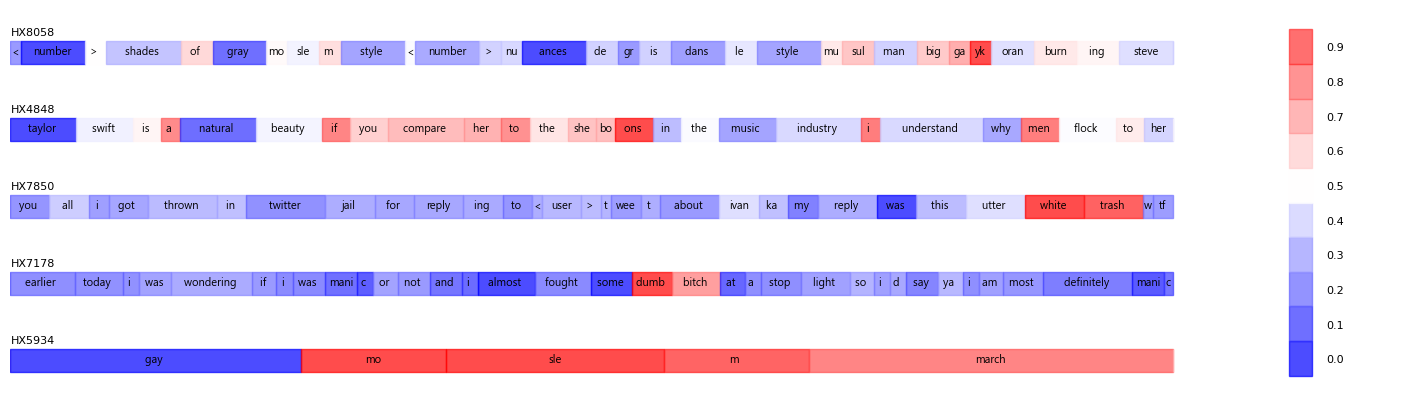 HX8058
< number > shades of gray mo sle m style < number > nu ances de gr is dans le style mu sul man big ga yk oran burn ing steve
HX4848
taylor swift is a natural beauty if you compare her to the she bo ons in the music industry i understand why men flock to her
HX7850
you all i got thrown in twitter jail for reply ing to < user > t wee t about ivan ka my reply was this utter white trash w tf
HX7178
earlier today i was wondering if i was mani c or not and i almost fought some dumb bitch at a stop light so i d say ya i am most definitely mani c
HX5934
gay mo sle m march
0.9
0.8
0.7
0.6
0.5
0.4
0.3
0.2
0.1
0.0